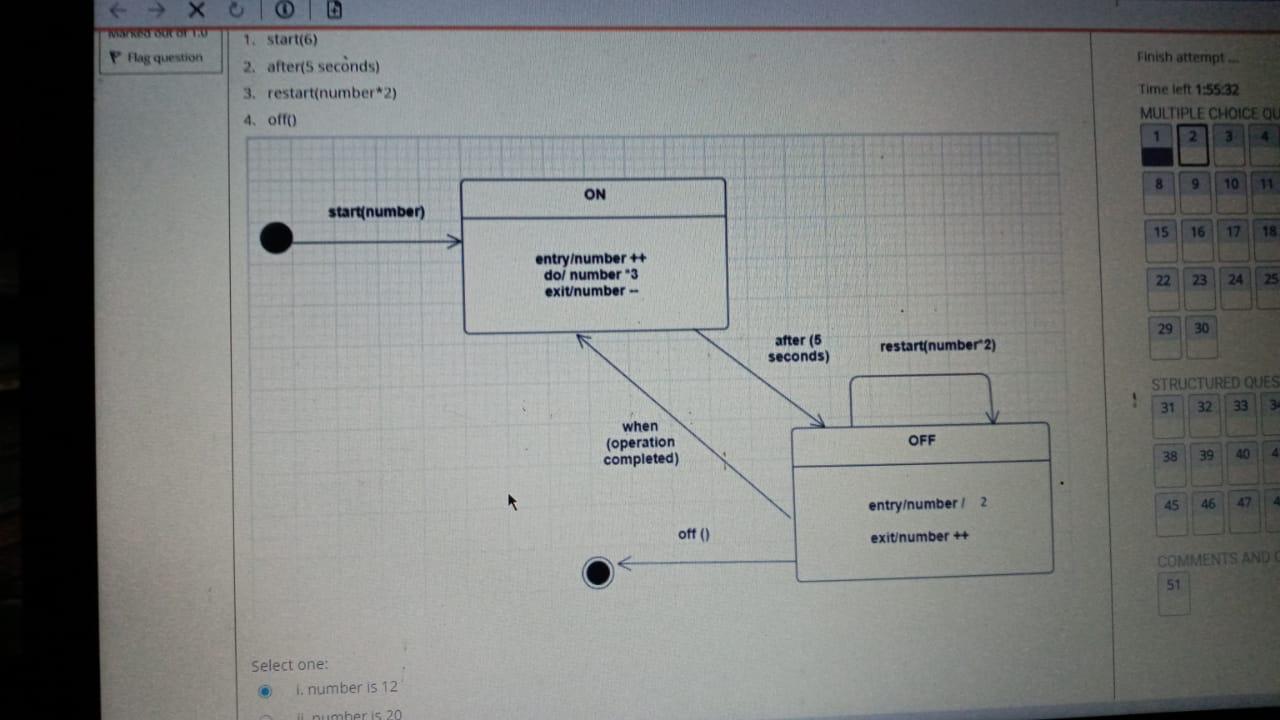 Marked out of 1.0
Flag question
1. start(6)
2. after(5 seconds)
3. restart(number*2)
4. off()
start(number)
ON
entry/number ++
do/ number *3
exit/number --
after (5
seconds)
restart(number*2)
when
(operation
completed)
OFF
entry/number / 2
exit/number ++
off ()
Select one:
i. number is 12
ii. number is 20
Finish attempt ...
Time left 1:55:32
MULTIPLE CHOICE QU
1 2 3 4
8 9 10 11
15 16 17 18
22 23 24 25
29 30
STRUCTURED QUES
31 32 33
38 39 40 4
45 46 47
COMMENTS AND
51